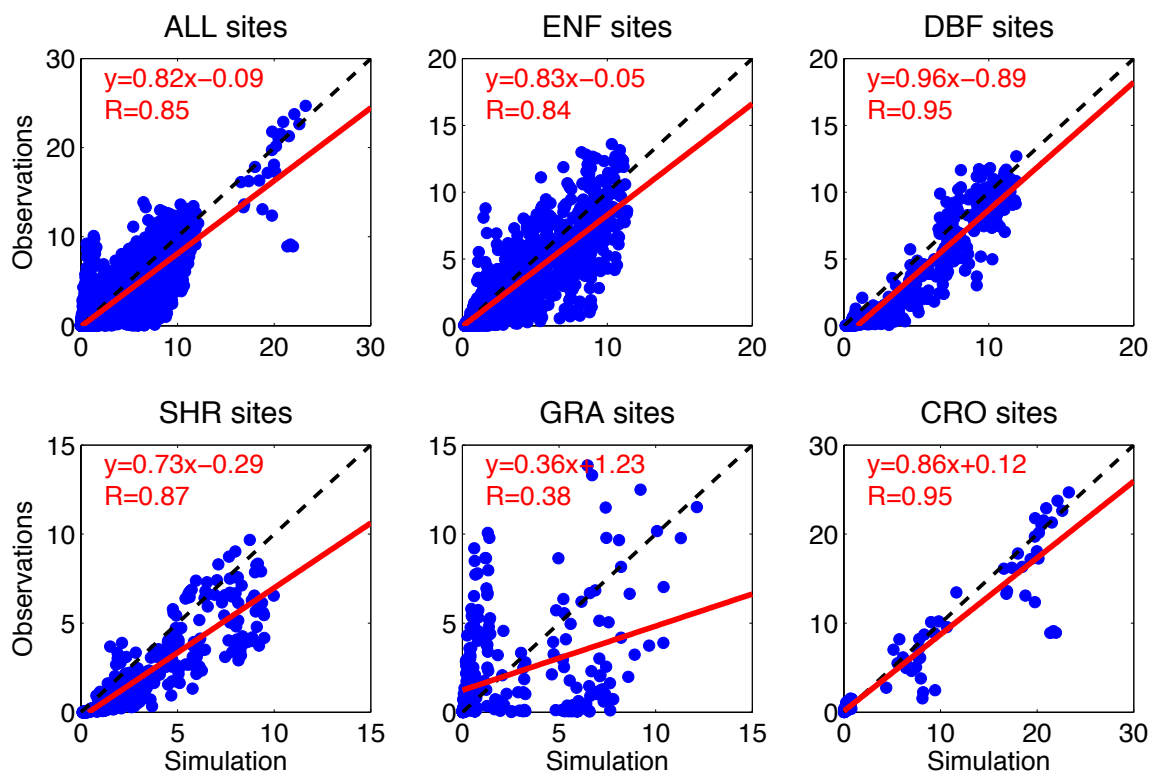 ALL sites
ENF sites
DBF sites
30
20
10
0
0
10
20
30
Observations
y=0.82x−0.09
R=0.85
20
15
10
5
0
0
10
20
y=0.83x−0.05
R=0.84
20
15
10
5
0
0
5
10
15
20
y=0.96x−0.89
R=0.95
SHR sites
GRA sites
CRO sites
15
10
5
0
0
5
10
15
Observations
Simulation
y=0.73x−0.29
R=0.87
15
10
5
0
0
5
10
15
Simulation
y=0.36x+1.23
R=0.38
30
20
10
0
0
10
20
30
Simulation
y=0.86x+0.12
R=0.95